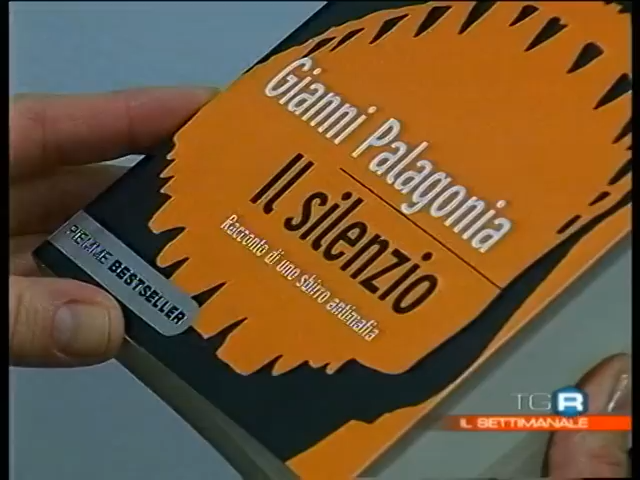 Gianni Palagonia
Il silenzio
Racconto di uno sbirro antimafia
PIEMME BESTSELLER
TGR
IL SETTIMANALE